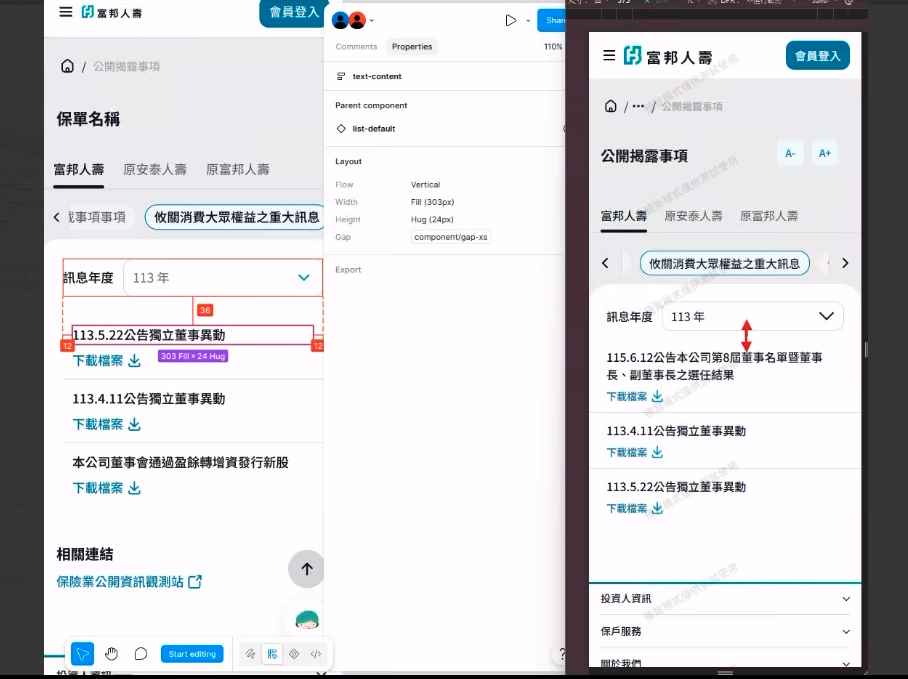 富邦人壽
會員登入
/ 公開揭露事項
保單名稱
富邦人壽 原安泰人壽 原富邦人壽
事項事項 攸關消費大眾權益之重大訊息
訊息年度 113 年
36
113.5.22公告獨立董事異動
12 12
下載檔案 303 Fill × 24 Hug
113.4.11公告獨立董事異動
下載檔案
本公司董事會通過盈餘轉增資發行新股
下載檔案
相關連結
保險業公開資訊觀測站
Start editing
Shar
Comments Properties 110%
text-content
Parent component
list-default
Layout
Flow Vertical
Width Fill (303px)
Height Hug (24px)
Gap component/gap-xs
Export
?
富邦人壽 會員登入
/ ••• / 公開揭露事項
公開揭露事項 A- A+
富邦人壽 原安泰人壽 原富邦人壽
攸關消費大眾權益之重大訊息
訊息年度 113 年
115.6.12公告本公司第8屆董事名單暨董事
長、副董事長之選任結果
下載檔案
113.4.11公告獨立董事異動
下載檔案
113.5.22公告獨立董事異動
下載檔案
投資人資訊
保戶服務
關於我們